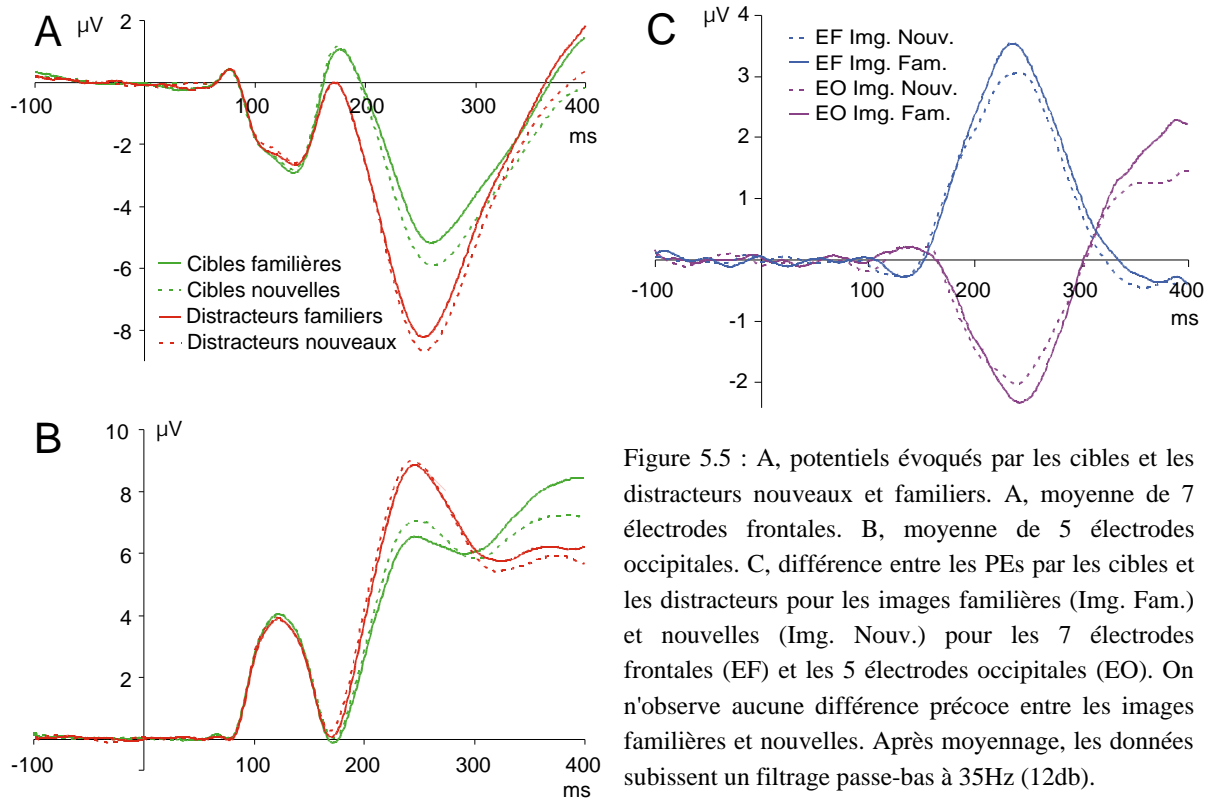 A
µV
2
-100
100
200
300
400
ms
-2
-4
-6
-8
Cibles familières
Cibles nouvelles
Distracteurs familiers
Distracteurs nouveaux
C
µV
4
3
2
1
-1
-2
-100
100
200
300
400
ms
EF Img. Nouv.
EF Img. Fam.
EO Img. Nouv.
EO Img. Fam.
B
10
µV
8
6
4
2
-100
100
200
300
400
ms
Figure 5.5 : A, potentiels évoqués par les cibles et les
distracteurs nouveaux et familiers. A, moyenne de 7
électrodes frontales. B, moyenne de 5 électrodes
occipitales. C, différence entre les PEs par les cibles et
les distracteurs pour les images familières (Img. Fam.)
et nouvelles (Img. Nouv.) pour les 7 électrodes
frontales (EF) et les 5 électrodes occipitales (EO). On
n'observe aucune différence précoce entre les images
familières et nouvelles. Après moyennage, les données
subissent un filtrage passe-bas à 35Hz (12db).